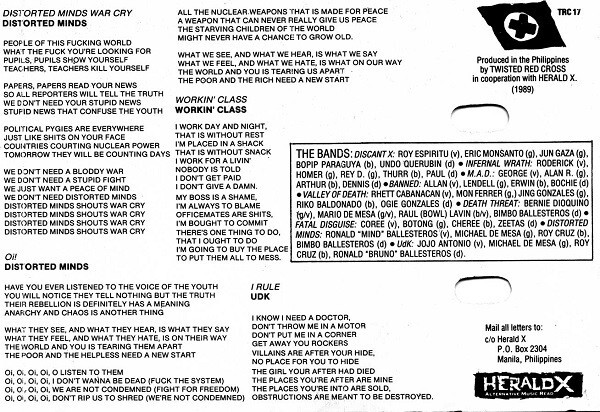 DISTORTED MINDS WAR CRY
DISTORTED MINDS
PEOPLE OF THIS FUCKING WORLD
WHAT THE FUCK YOU'RE LOOKING FOR
PUPILS, PUPILS SHOW YOURSELF
TEACHERS, TEACHERS KILL YOURSELF
PAPERS, PAPERS READ YOUR NEWS
SO ALL REPORTERS WILL TELL THE TRUTH
WE DON'T NEED YOUR STUPID NEWS
STUPID NEWS THAT CONFUSE THE YOUTH
POLITICAL PYGIES ARE EVERYWHERE
JUST LIKE SHITS ON YOUR FACE
COUNTRIES COURTING NUCLEAR POWER
TOMORROW THEY WILL BE COUNTING DAYS
WE DON'T NEED A BLODDY WAR
WE DON'T NEED A STUPID FIGHT
WE JUST WANT A PEACE OF MIND
WE DON'T NEED DISTORTED MINDS
DISTORTED MINDS SHOUTS WAR CRY
DISTORTED MINDS SHOUTS WAR CRY
DISTORTED MINDS SHOUTS WAR CRY
DISTORTED MINDS SHOUTS WAR CRY
OI!
DISTORTED MINDS
HAVE YOU EVER LISTENED TO THE VOICE OF THE YOUTH
YOU WILL NOTICE THEY TELL NOTHING BUT THE TRUTH
THEIR REBELLION IS DEFINITELY HAS A MEANING
ANARCHY AND CHAOS IS ANOTHER THING
WHAT THEY SEE, AND WHAT THEY HEAR, IS WHAT THEY SAY
WHAT THEY FEEL, AND WHAT THEY HATE, IS ON THEIR WAY
THE WORLD AND YOU IS TEARING THEM APART
THE POOR AND THE HELPLESS NEED A NEW START
Oi, Oi, Oi, Oi, O LISTEN TO THEM
Oi, Oi, Oi, Oi, I DON'T WANNA BE DEAD (FUCK THE SYSTEM)
Oi, Oi, Oi, Oi, WE ARE NOT CONDEMNED (FIGHT FOR FREEDOM)
Oi, Oi, Oi, Oi, DON'T RIP US TO SHRED (WE'RE NOT CONDEMNED)
ALL THE NUCLEAR WEAPONS THAT IS MADE FOR PEACE
A WEAPON THAT CAN NEVER REALLY GIVE US PEACE
THE STARVING CHILDREN OF THE WORLD
MIGHT NEVER HAVE A CHANCE TO GROW OLD.
WHAT WE SEE, AND WHAT WE HEAR, IS WHAT WE SAY
WHAT WE FEEL, AND WHAT WE HATE, IS WHAT ON OUR WAY
THE WORLD AND YOU IS TEARING US APART
THE POOR AND THE RICH NEED A NEW START
WORKIN' CLASS
WORKIN' CLASS
I WORK DAY AND NIGHT,
THAT IS WITHOUT REST
I'M PLACED IN A SHACK
THAT IS WITHOUT SNACK
I WORK FOR A LIVIN'
NOBODY IS TOLD
I DON'T GET PAID
I DON'T GIVE A DAMN.
MY BOSS IS A SHAME,
I'M ALWAYS TO BLAME
OFFICEMATES ARE SHITS,
I'M BOUGHT TO COMMIT
THERE'S ONE THING TO DO,
THAT I OUGHT TO DO
I'M GOING TO BUY THE PLACE
TO PUT THEM ALL TO MESS.
I RULE
UDK
I KNOW I NEED A DOCTOR,
DON'T THROW ME IN A MOTOR
DON'T PUT ME IN A CORNER
GET AWAY YOU ROCKERS
VILLAINS ARE AFTER YOUR HIDE,
NO PLACE FOR YOU TO HIDE
THE GIRL YOUR AFTER HAD DIED
THE PLACES YOU'RE AFTER ARE MINE
THE PLACES YOU'RE INTO ARE SOLD,
OBSTRUCTIONS ARE MEANT TO BE DESTROYED.
TRC 17
Produced in the Philippines
by TWISTED RED CROSS
in cooperation with HERALD X.
(1989)
THE BANDS: DISCANT X: ROY ESPIRITU (v), ERIC MONSANTO (g), JUN GAZA (g),
BOPIP PARAGUYA (b), UNDO QUERUBIN (d) ● INFERNAL WRATH: RODERICK (v),
HOMER (g), REY D. (g), THURR (b), PAUL (d) ● M.A.D.: GEORGE (v), ALAN R. (g),
ARTHUR (b), DENNIS (d) ● BANNED: ALLAN (v), LENDELL (g), ERWIN (b), BOCHIE (d)
● VALLEY OF DEATH: RHETT CABANACAN (v), MON FERRER (g), JING GONZALES (g),
RIKO BALDONADO (b), OGIE GONZALES (d) ● DEATH THREAT: BERNIE DIOQUINO
(g/v), MARIO DE MESA (g/v), RAUL (BOWL) LAVIN (b/v), BIMBO BALLESTEROS (d) ●
FATAL DISGUISE: COREE (v), BOTONG (g), CHEREE (b), ZEETAS (d) ● DISTORTED
MINDS: RONALD "MIND" BALLESTEROS (v), MICHAEL DE MESA (g), ROY CRUZ (b),
BIMBO BALLESTEROS (d) ● UdK: JOJO ANTONIO (v), MICHAEL DE MESA (g), ROY
CRUZ (b), RONALD "BRUNO" BALLESTEROS (d).
Mail all letters to:
c/o Herald X
P.O. Box 2304
Manila, Philippines
HERALDX
ALTERNATIVE MUSIC HEAD